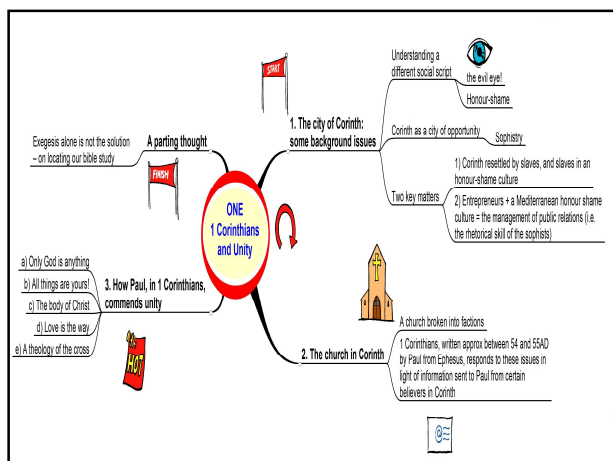 START
1. The city of Corinth:
some background issues
Understanding a
different social script
the evil eye!
Honour-shame
Corinth as a city of opportunity
Sophistry
Two key matters
1) Corinth resettled by slaves, and slaves in an
honour-shame culture
2) Entrepreneurs + a Mediterranean honour shame
culture = the management of public relations (i.e.
the rhetorical skill of the sophists)
ONE
1 Corinthians
and Unity
2. The church in Corinth
A church broken into factions
1 Corinthians, written approx between 54 and 55AD
by Paul from Ephesus, responds to these issues in
light of information sent to Paul from certain
believers in Corinth
@
3. How Paul, in 1 Corinthians,
commends unity
a) Only God is anything
b) All things are yours!
c) The body of Christ
d) Love is the way
e) A theology of the cross
HOT
A parting thought
Exegesis alone is not the solution
– on locating our bible study
FINISH